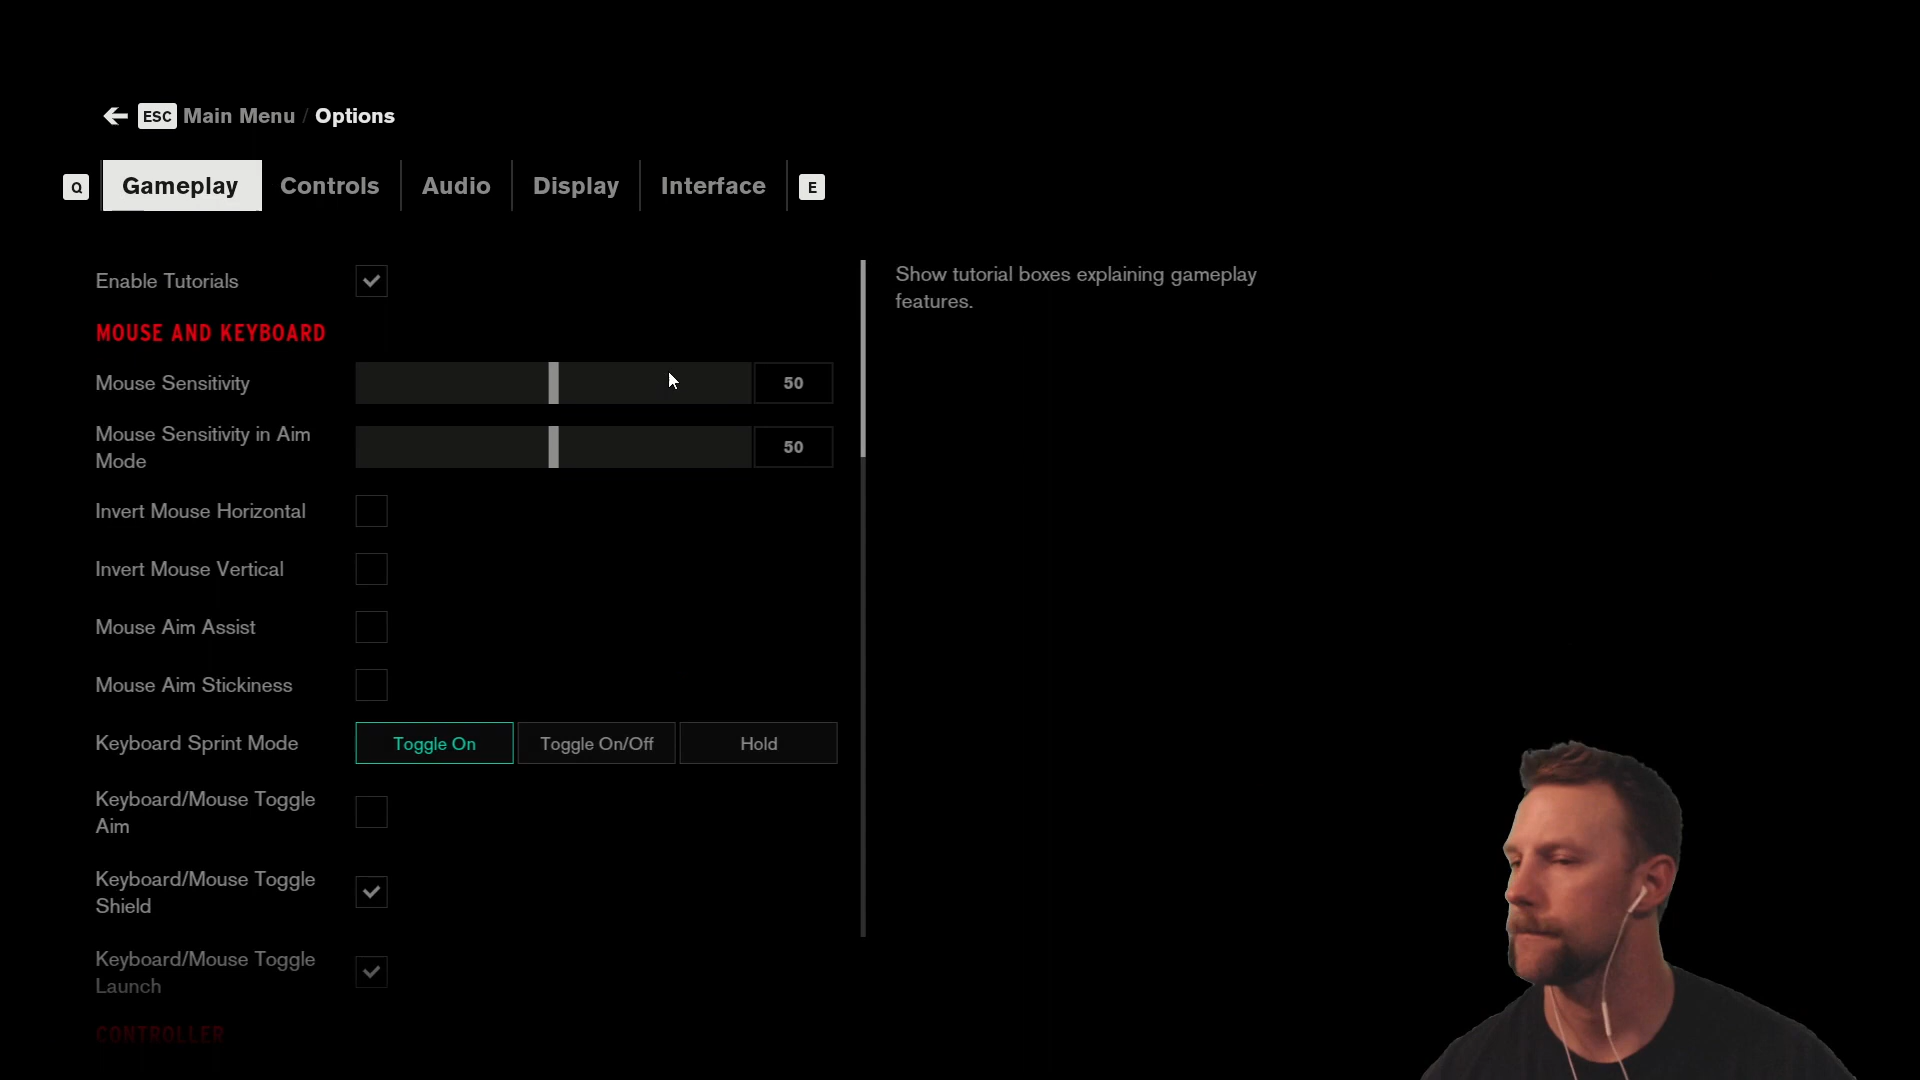 ESC Main Menu / Options
Q Gameplay Controls Audio Display Interface E
Enable Tutorials
Show tutorial boxes explaining gameplay
features.
MOUSE AND KEYBOARD
Mouse Sensitivity 50
Mouse Sensitivity in Aim
Mode
50
Invert Mouse Horizontal
Invert Mouse Vertical
Mouse Aim Assist
Mouse Aim Stickiness
Keyboard Sprint Mode Toggle On Toggle On/Off Hold
Keyboard/Mouse Toggle
Aim
Keyboard/Mouse Toggle
Shield
Keyboard/Mouse Toggle
Launch
CONTROLLER